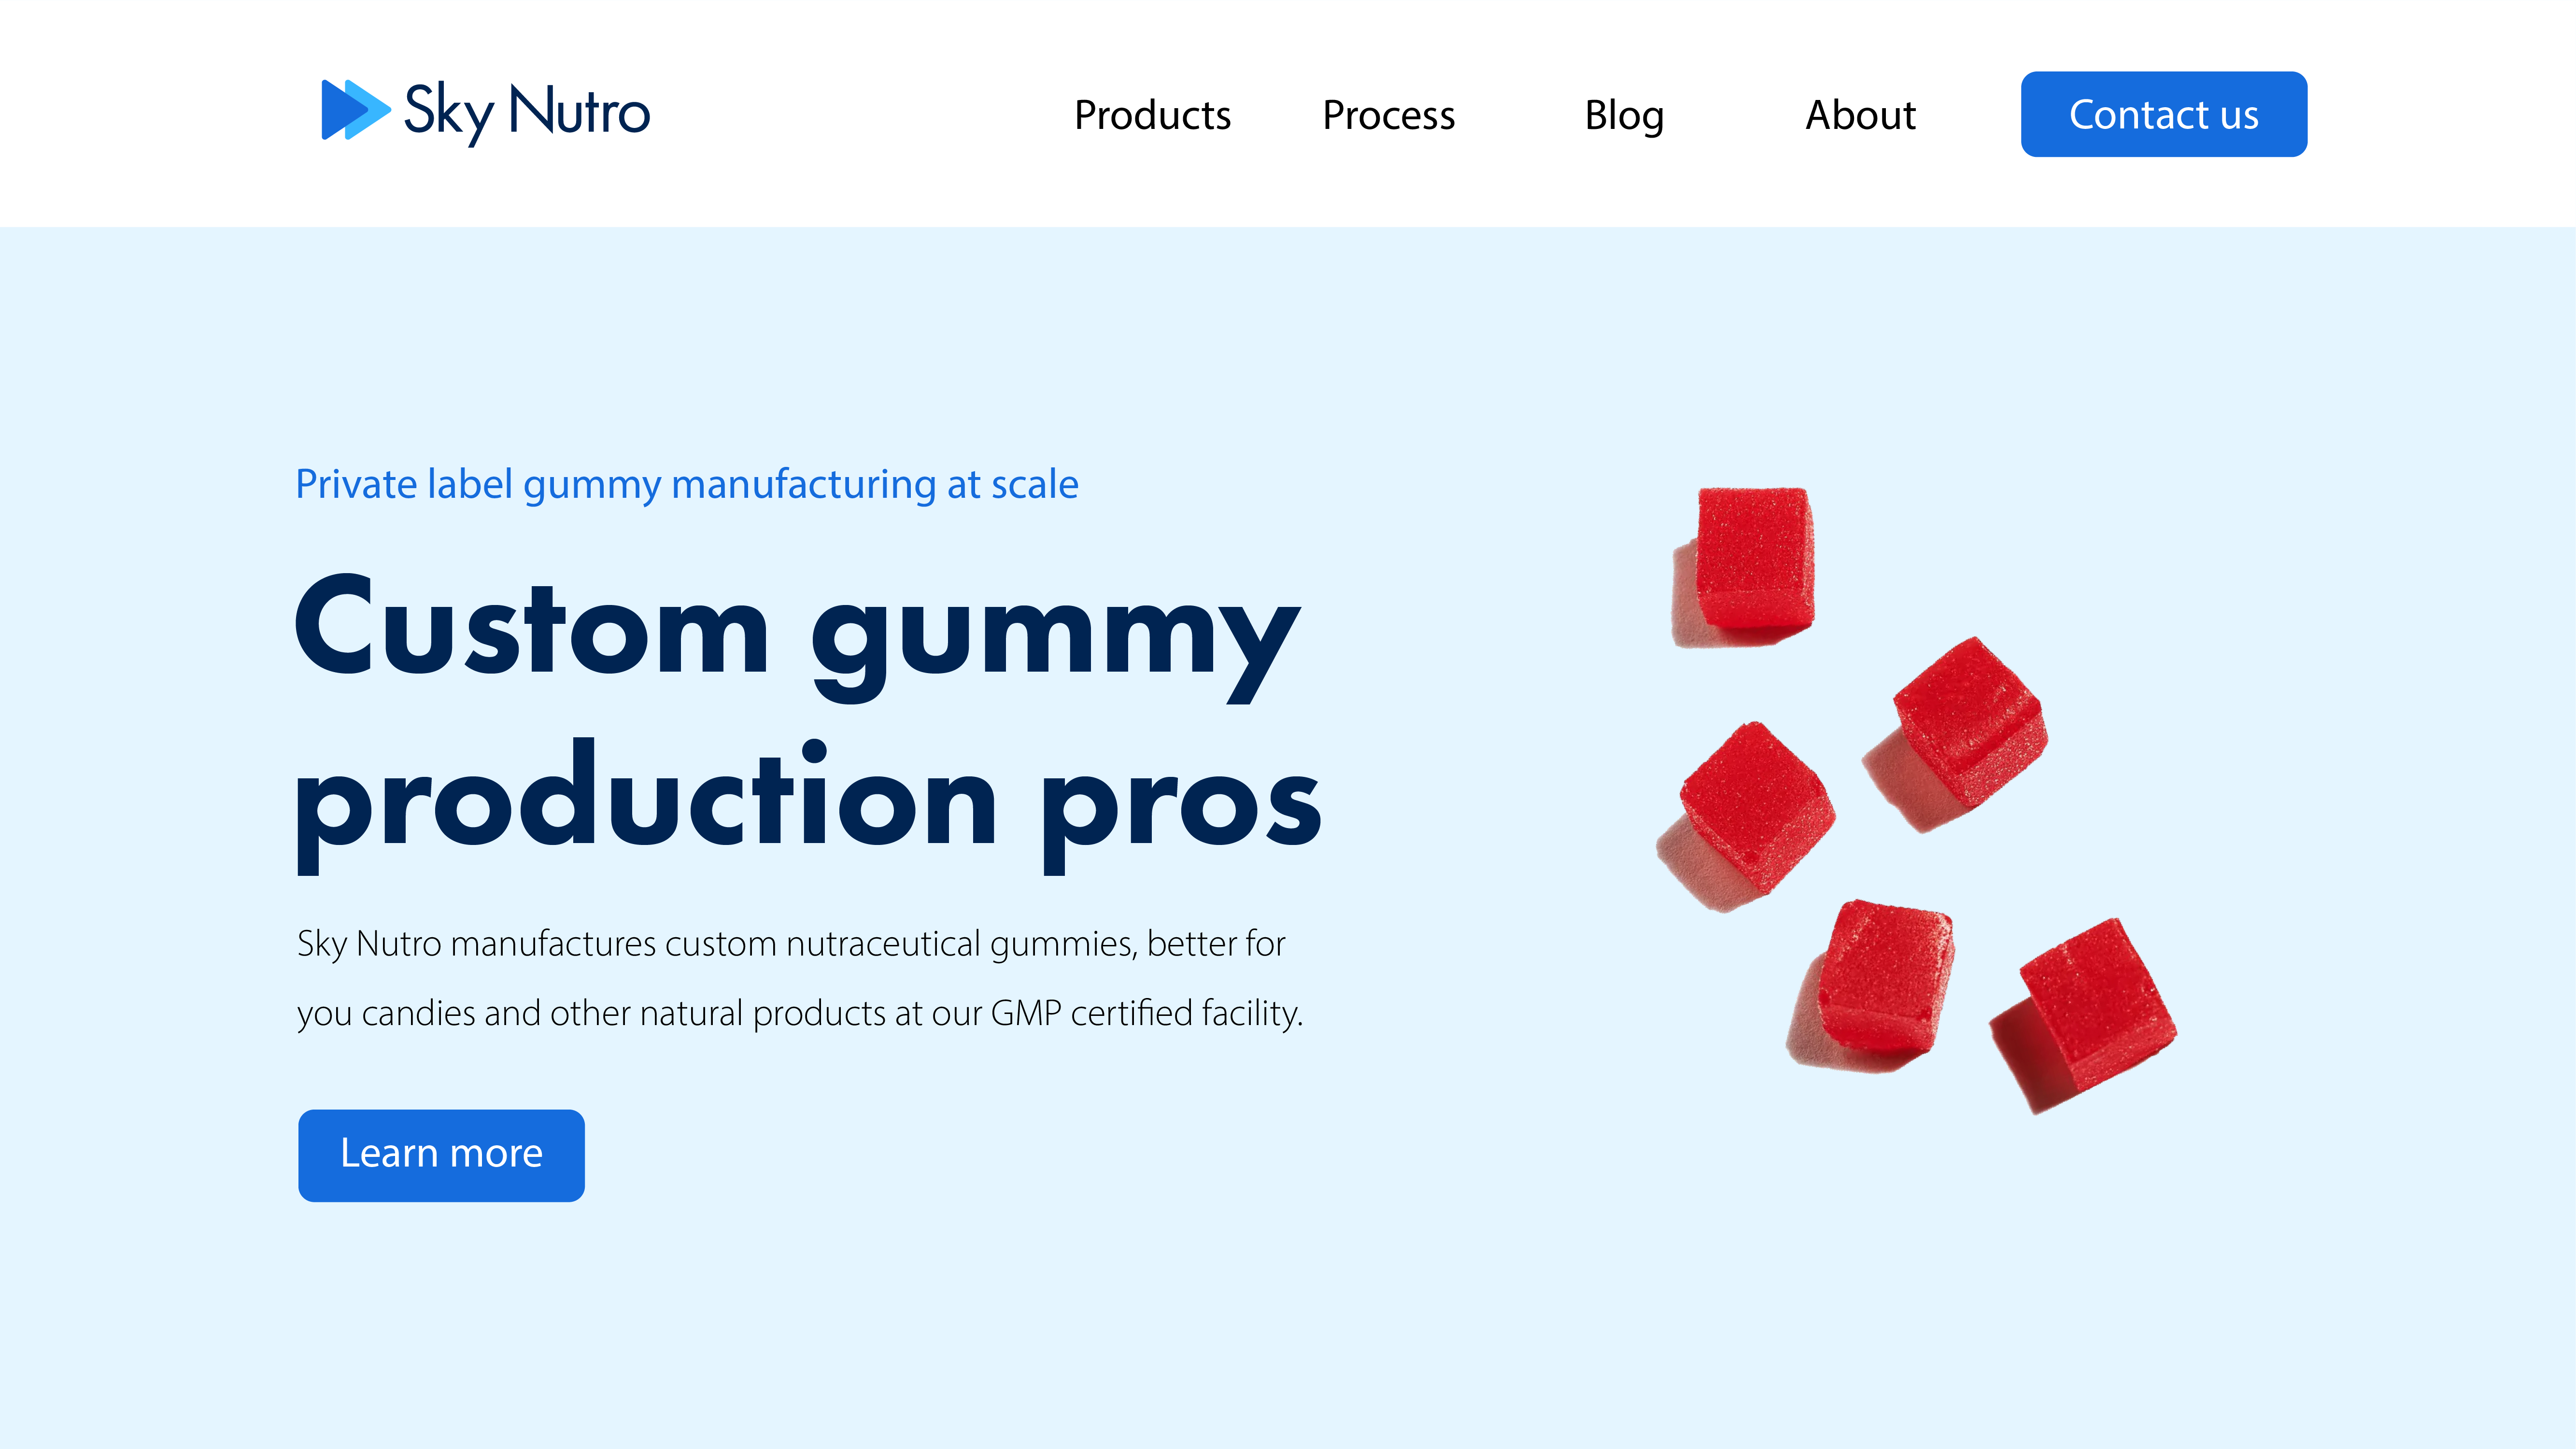 Sky Nutro
Products
Process
Blog
About
Contact us
Private label gummy manufacturing at scale
Custom gummy
production pros
Sky Nutro manufactures custom nutraceutical gummies, better for
you candies and other natural products at our GMP certified facility.
Learn more